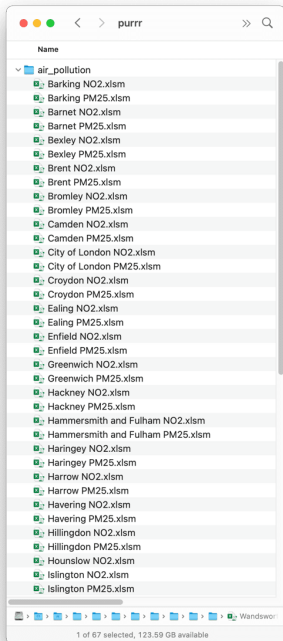 purrr
Name
air_pollution
Barking NO2.xlsm
Barking PM25.xlsm
Barnet NO2.xlsm
Barnet PM25.xlsm
Bexley NO2.xlsm
Bexley PM25.xlsm
Brent NO2.xlsm
Brent PM25.xlsm
Bromley NO2.xlsm
Bromley PM25.xlsm
Camden NO2.xlsm
Camden PM25.xlsm
City of London NO2.xlsm
City of London PM25.xlsm
Croydon NO2.xlsm
Croydon PM25.xlsm
Ealing NO2.xlsm
Ealing PM25.xlsm
Enfield NO2.xlsm
Enfield PM25.xlsm
Greenwich NO2.xlsm
Greenwich PM25.xlsm
Hackney NO2.xlsm
Hackney PM25.xlsm
Hammersmith and Fulham NO2.xlsm
Hammersmith and Fulham PM25.xlsm
Haringey NO2.xlsm
Haringey PM25.xlsm
Harrow NO2.xlsm
Harrow PM25.xlsm
Havering NO2.xlsm
Havering PM25.xlsm
Hillingdon NO2.xlsm
Hillingdon PM25.xlsm
Hounslow NO2.xlsm
Islington NO2.xlsm
Islington PM25.xlsm
Wandswor
1 of 67 selected, 123.59 GB available